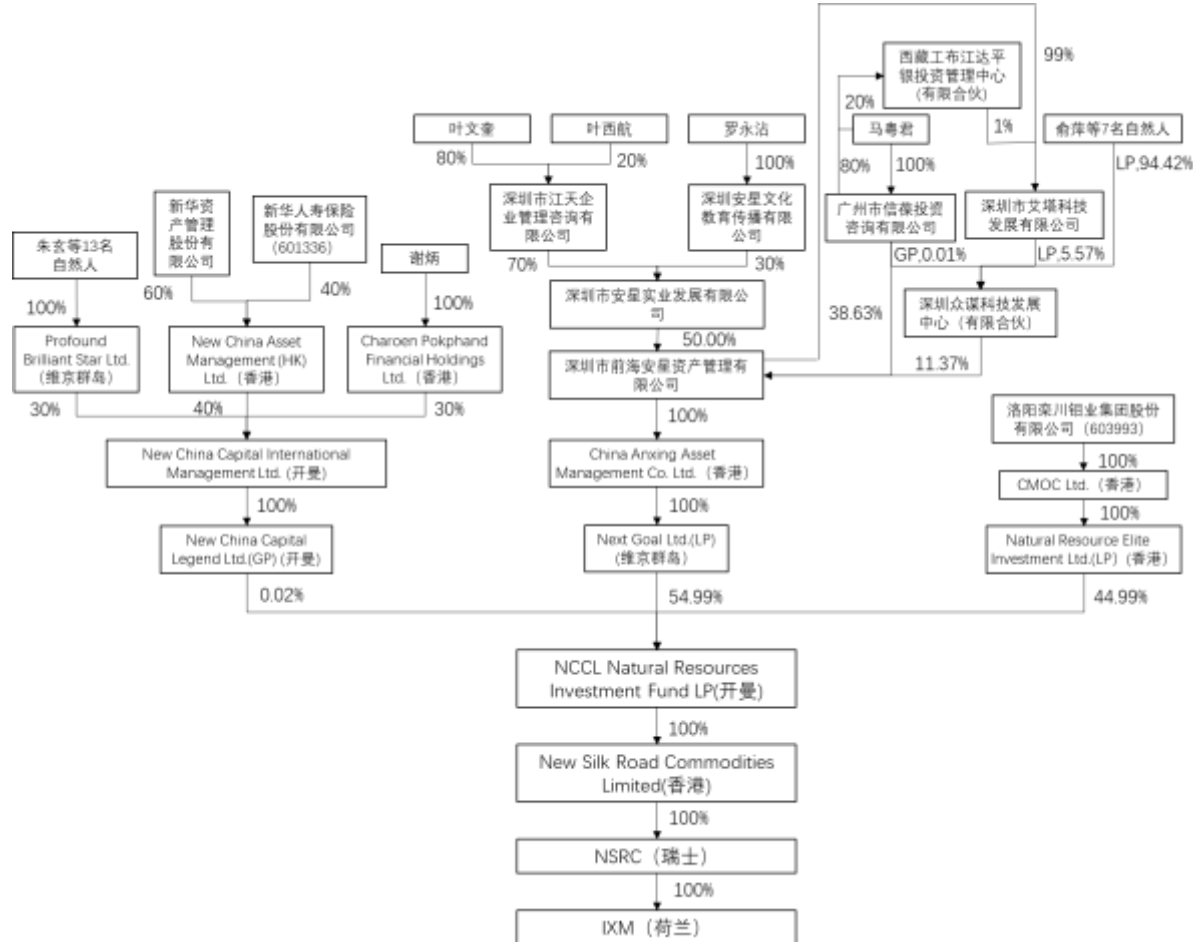 西藏工布江达平
银投资管理中心
(有限合伙)
99%
20%
叶文奎
叶西航
罗永沾
马粤君
1%
俞萍等7名自然人
80%
20%
100%
80%
100%
LP,94.42%
新华资
产管理
股份有
限公司
新华人寿保险
股份有限公司
（601336）
深圳市江天企
业管理咨询有
限公司
深圳安星文化
教育传播有限
公司
广州市信葆投资
咨询有限公司
深圳市艾塔科技
发展有限公司
朱玄等13名
自然人
谢炳
70%
30%
GP,0.01%
LP,5.57%
60%
40%
100%
100%
深圳市安星实业发展有限公
司
38.63%
深圳众谋科技发展
中心（有限合伙）
Profound
Brilliant Star Ltd.
(维京群岛)
New China Asset
Management(HK)
Ltd.（香港）
Charoen Pokphand
Financial Holdings
Ltd.（香港）
50.00%
深圳市前海安星资产管理有
限公司
11.37%
30%
40%
30%
100%
洛阳栾川钼业集团股份
有限公司（603993）
New China Capital International
Management Ltd. (开曼)
China Anxing Asset
Management Co. Ltd.（香港）
100%
CMOC Ltd.（香港）
100%
100%
100%
New China Capital
Legend Ltd.(GP) (开曼)
Next Goal Ltd.(LP)
(维京群岛)
Natural Resource Elite
Investment Ltd.(LP)（香港）
0.02%
54.99%
44.99%
NCCL Natural Resources
Investment Fund LP(开曼)
100%
New Silk Road Commodities
Limited(香港)
100%
NSRC（瑞士）
100%
IXM（荷兰）